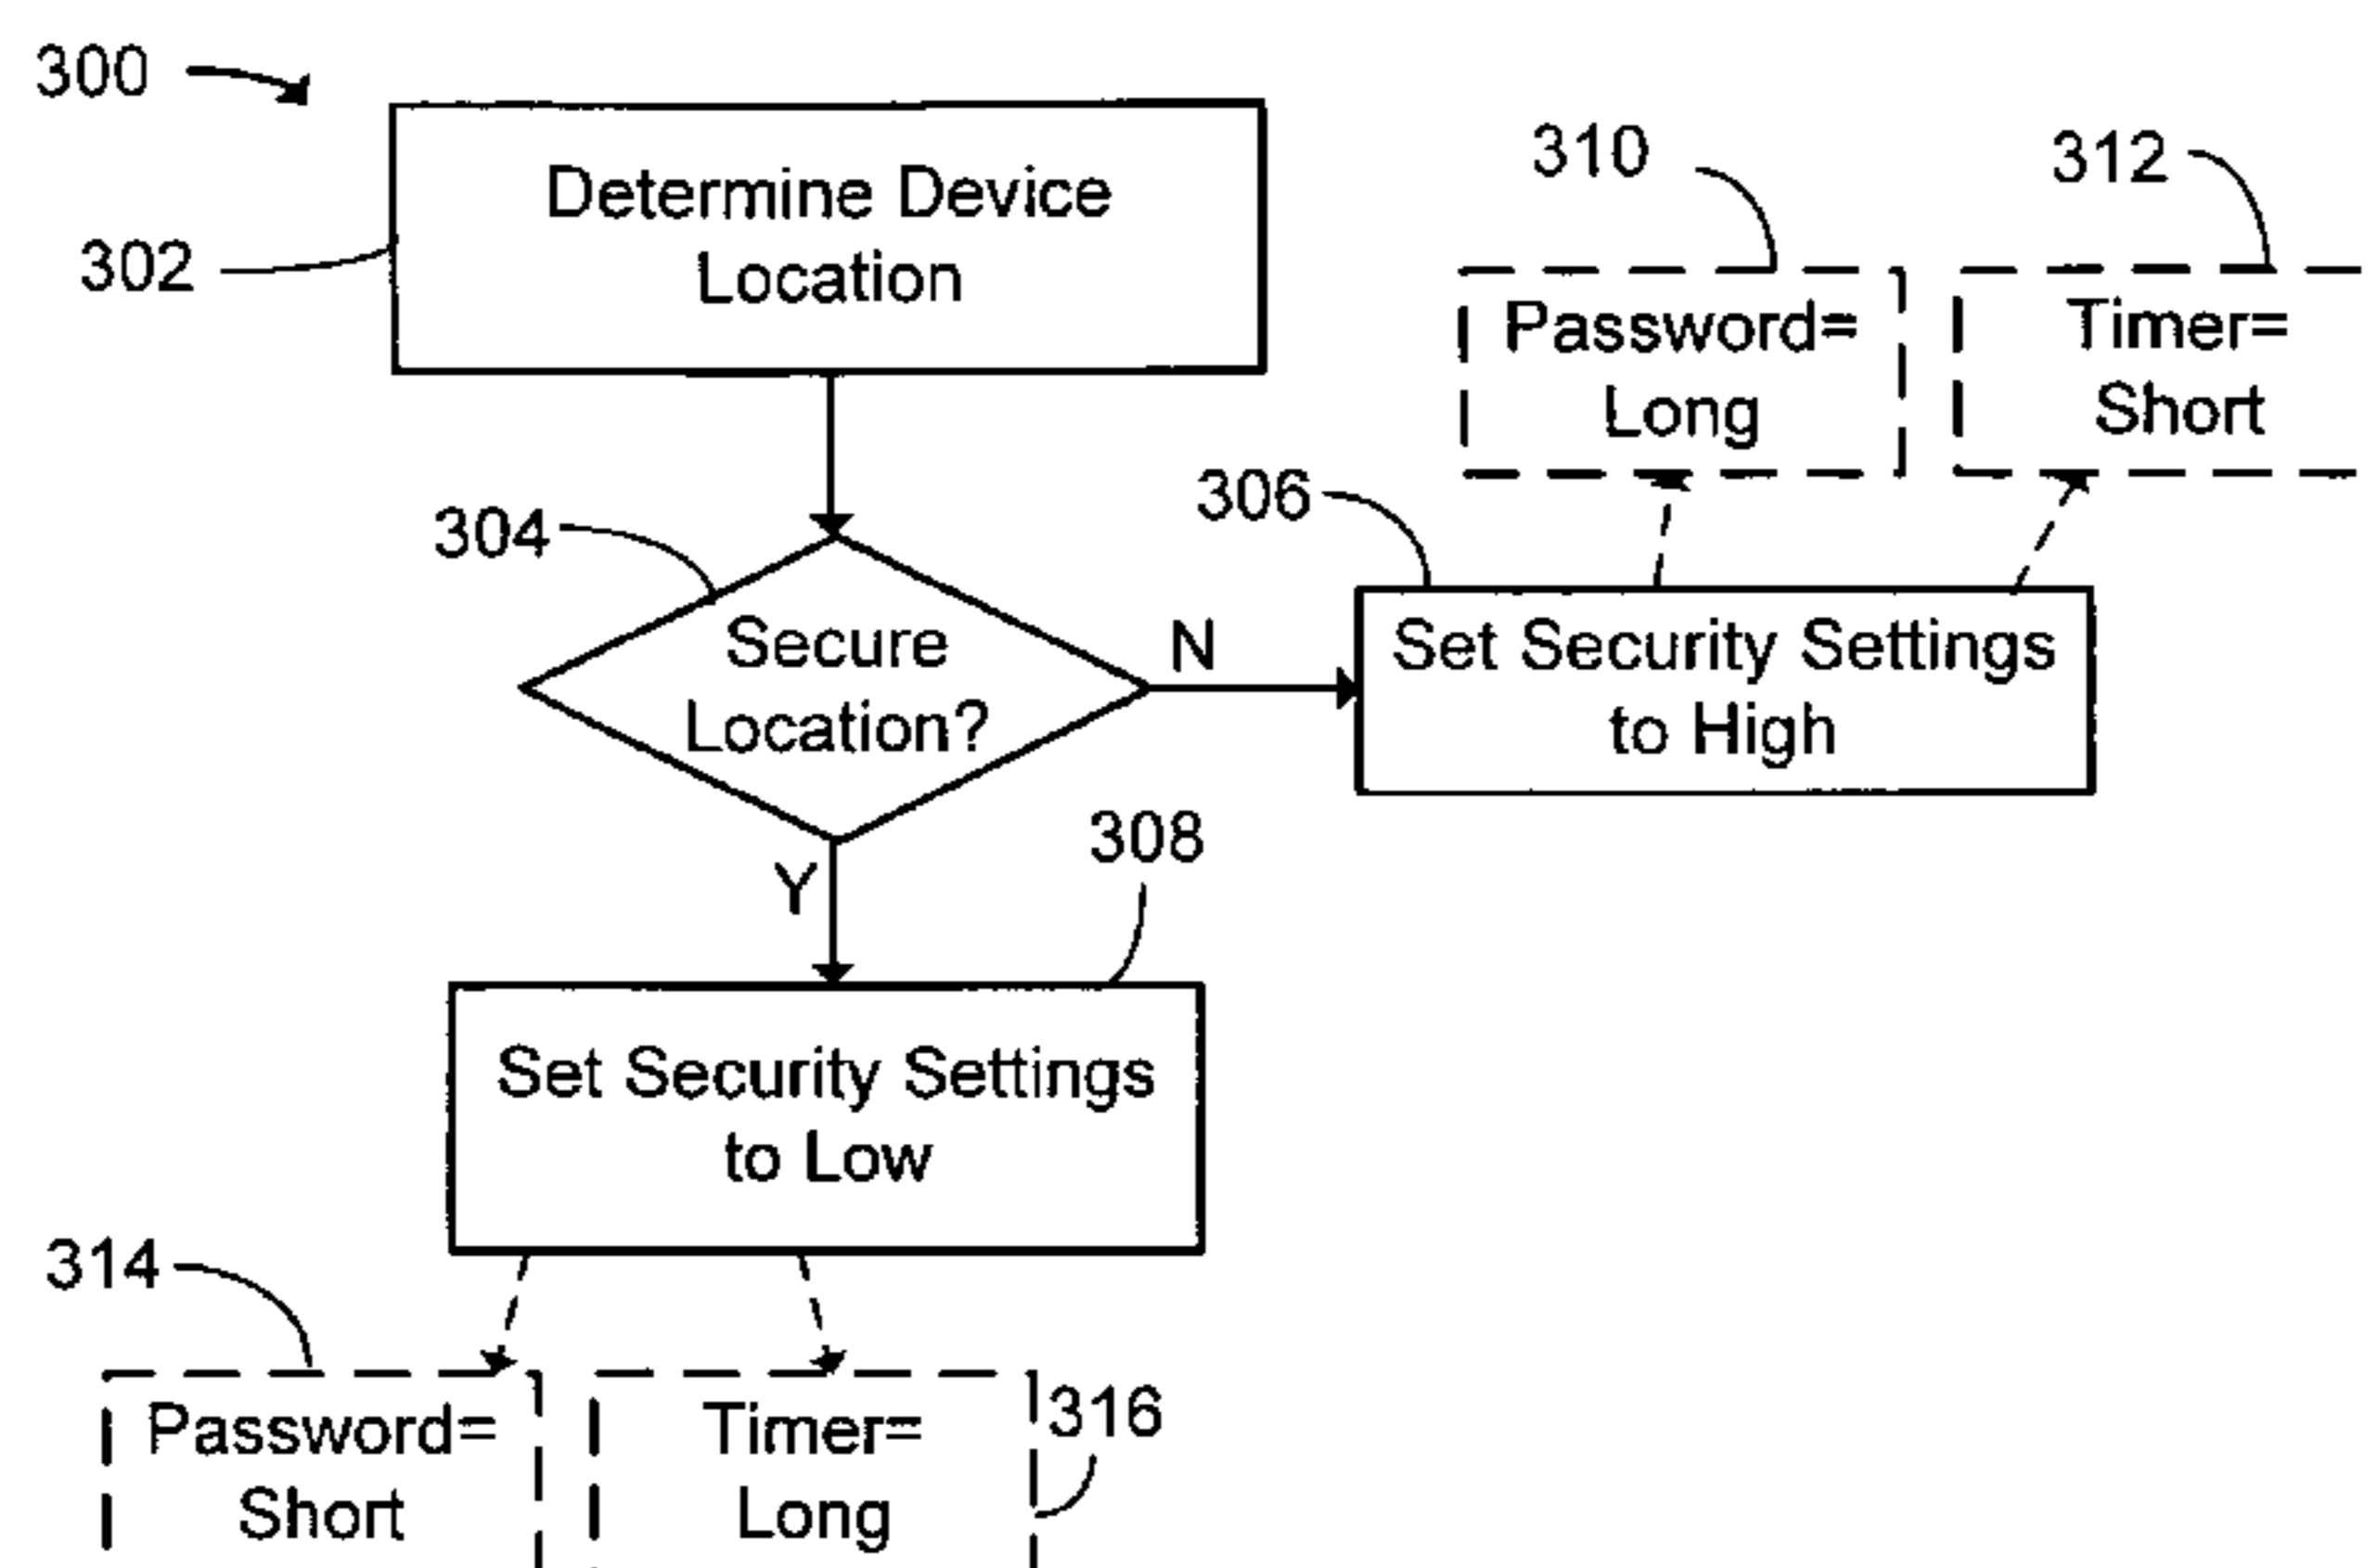 300
Determine Device
Location
302
310
312
Password=
Long
Timer=
Short
304
306
Secure
Location?
N
Set Security Settings
to High
Y
308
Set Security Settings
to Low
314
Password=
Short
Timer=
Long
316